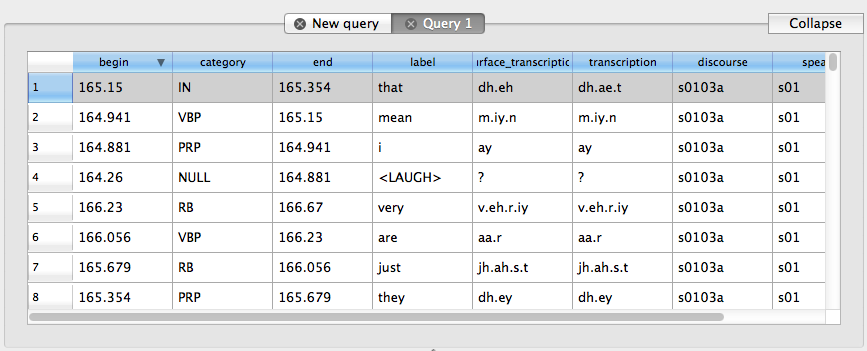 New query Query 1 Collapse
begin category end label urface_transcriptic transcription discourse spea
1 165.15 IN 165.354 that dh.eh dh.ae.t s0103a s01
2 164.941 VBP 165.15 mean m.iy.n m.iy.n s0103a s01
3 164.881 PRP 164.941 i ay ay s0103a s01
4 164.26 NULL 164.881 <LAUGH> ? ? s0103a s01
5 166.23 RB 166.67 very v.eh.r.iy v.eh.r.iy s0103a s01
6 166.056 VBP 166.23 are aa.r aa.r s0103a s01
7 165.679 RB 166.056 just jh.ah.s.t jh.ah.s.t s0103a s01
8 165.354 PRP 165.679 they dh.ey dh.ey s0103a s01